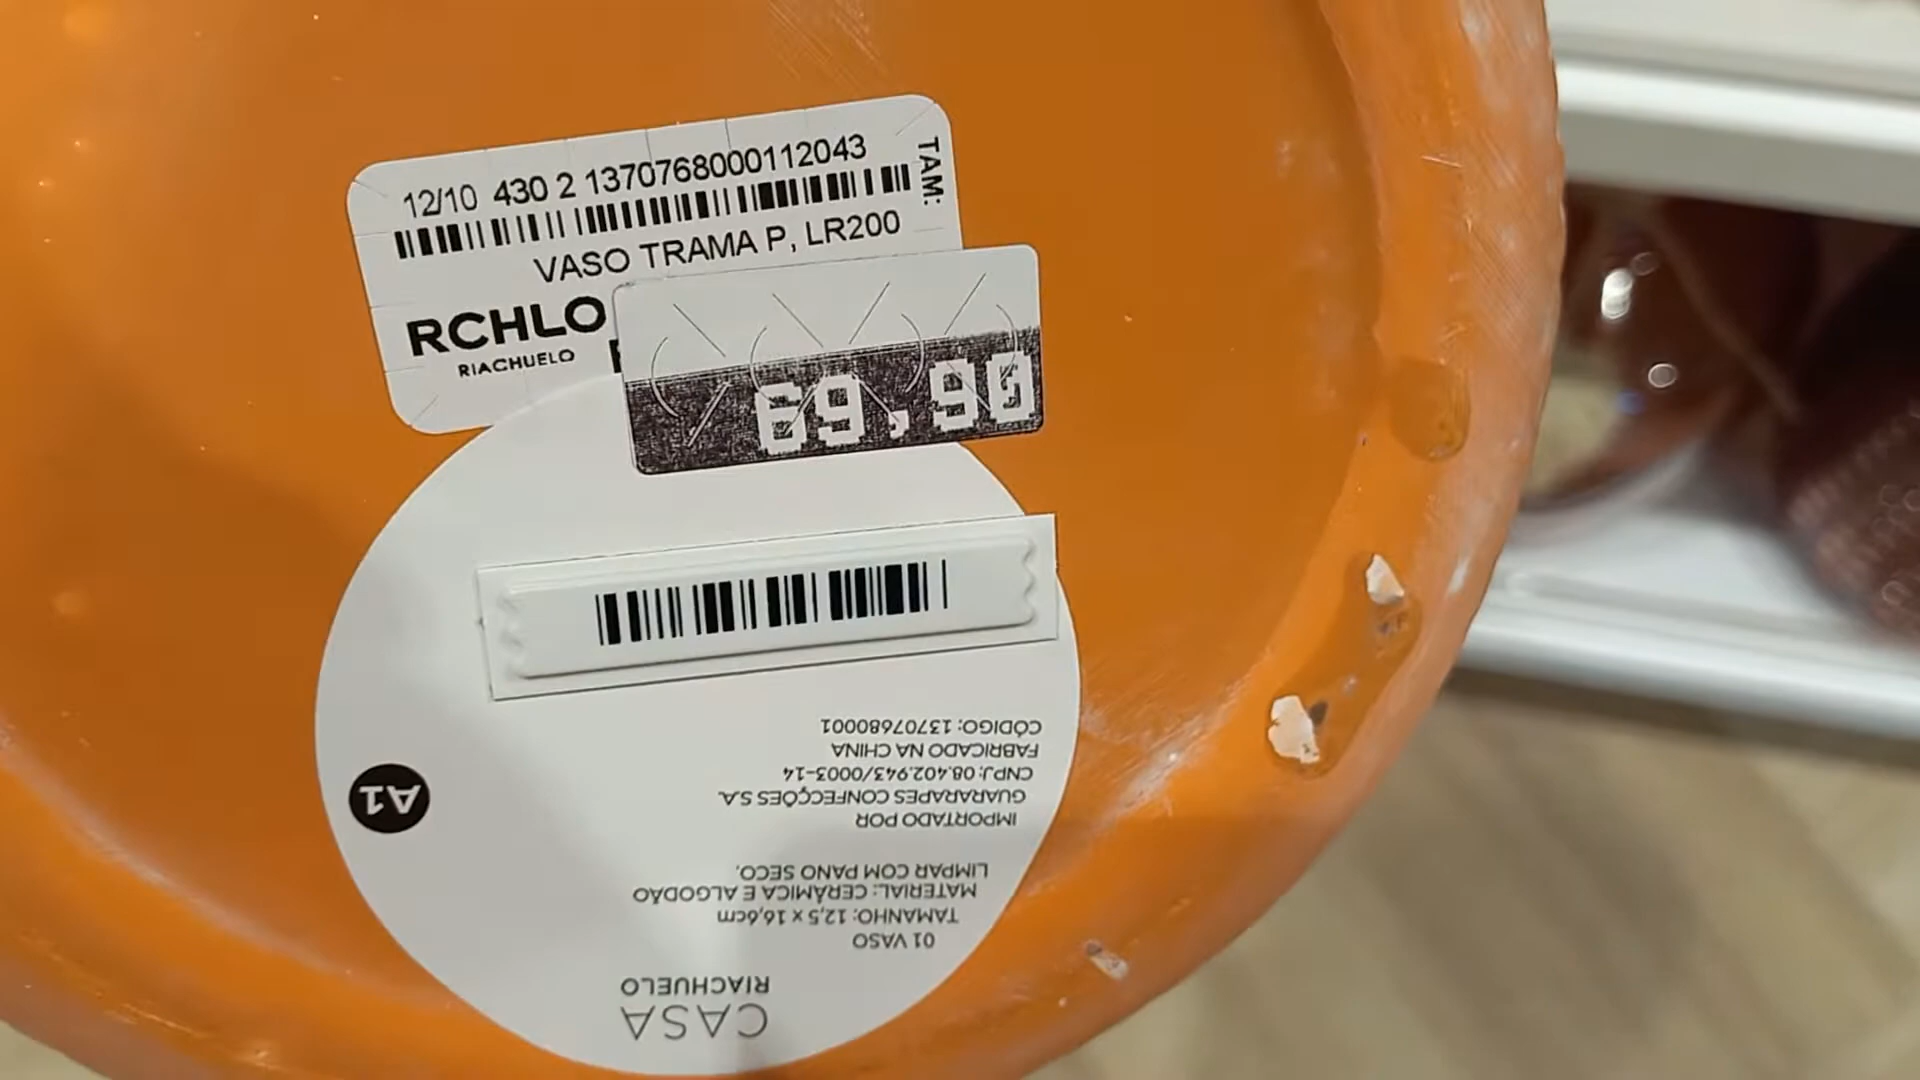 12/10 430 2 1370768000112043
TAM:
VASO TRAMA P, LR200
RCHLO
RIACHUELO
69,90
CASA
RIACHUELO
01 VASO
TAMANHO: 12,5 x 16,6cm
MATERIAL: CERÂMICA E ALGODÃO
LIMPAR COM PANO SECO.
IMPORTADO POR
GUARARAPES CONFECÇÕES S.A.
CNPJ: 08.402.943/0003-14
FABRICADO NA CHINA
CÓDIGO: 13707680001
A1